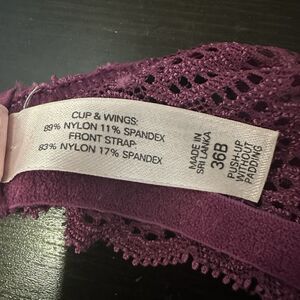 CUP & WINGS:
89% NYLON 11% SPANDEX
FRONT STRAP
83% NYLON 17% SPANDEX
MADE IN
SRI LANKA
36B
PUSH-UP
WITHOUT
PADDING